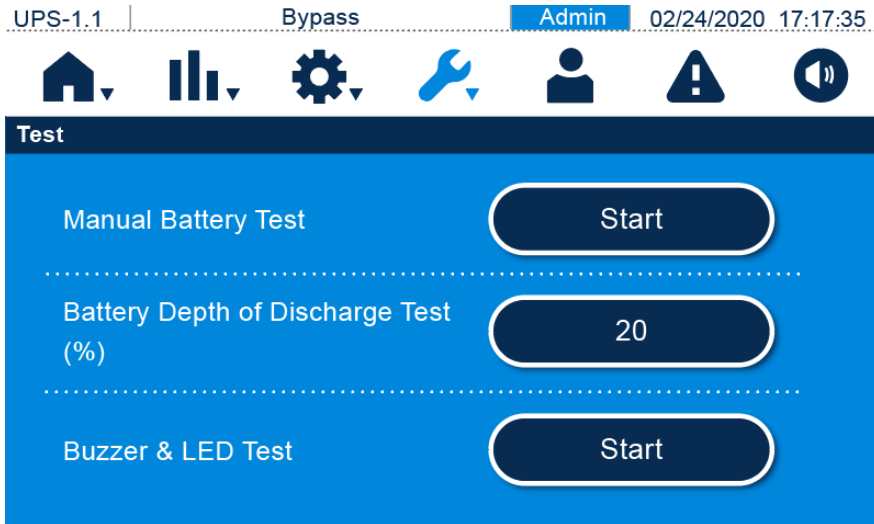 UPS-1.1 Bypass Admin 02/24/2020 17:17:35
Test
Manual Battery Test Start
Battery Depth of Discharge Test
(%)
20
Buzzer & LED Test Start